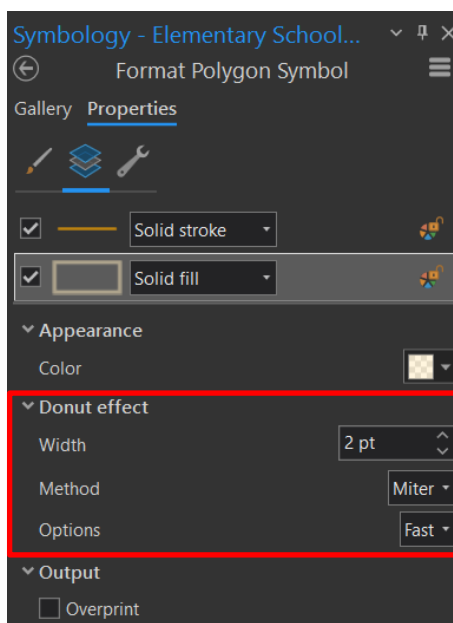 Symbology - Elementary School...
Format Polygon Symbol
Gallery Properties
Solid stroke
Solid fill
Appearance
Color
Donut effect
Width 2 pt
Method Miter
Options Fast
Output
Overprint